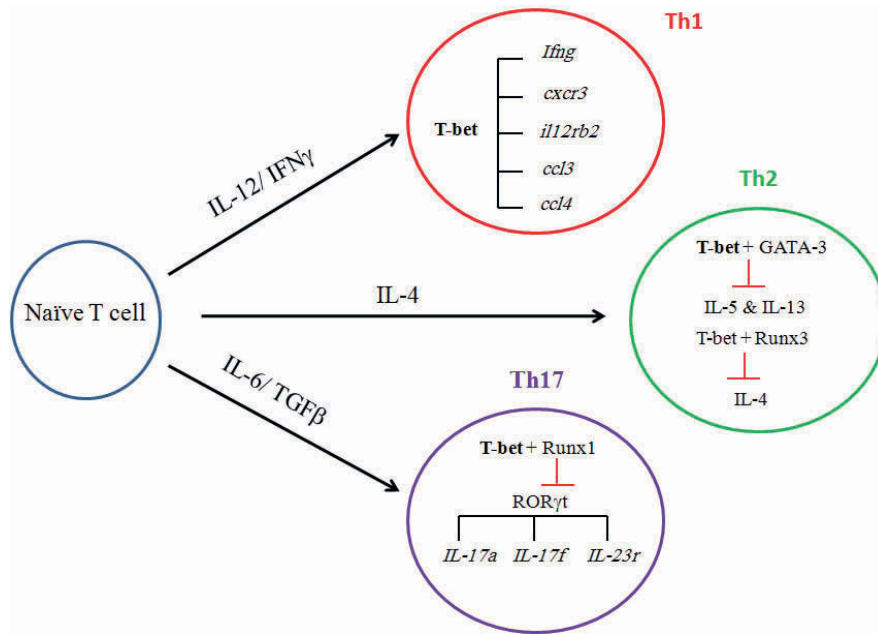 Th1
Ifng
cxcr3
T-bet
il12rb2
ccl3
ccl4
IL-12/ IFNγ
Th2
T-bet + GATA-3
IL-5 & IL-13
T-bet + Runx3
IL-4
Naïve T cell
IL-4
IL-6/ TGFβ
Th17
T-bet + Runx1
RORγt
IL-17a IL-17f IL-23r